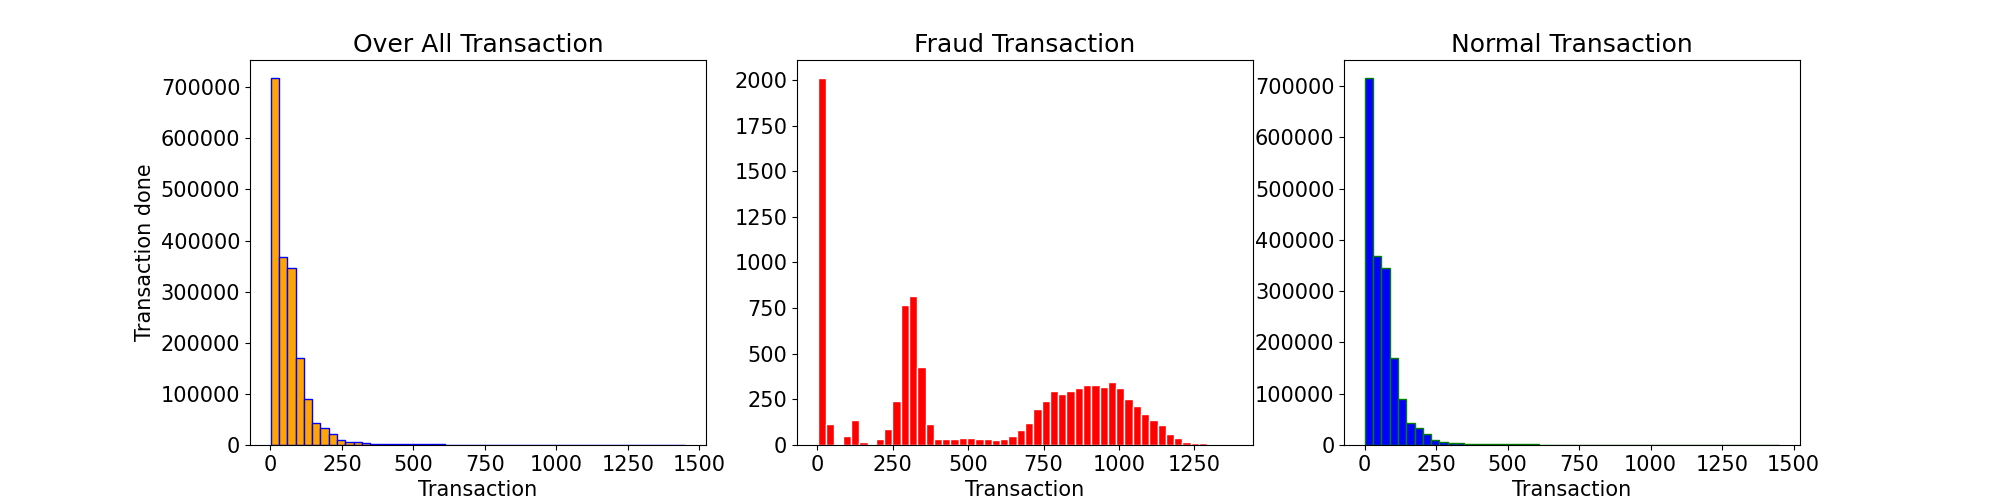 Over All Transaction
Transaction done
700000
600000
500000
400000
300000
200000
100000
0
0 250 500 750 1000 1250 1500
Transaction
Fraud Transaction
2000
1750
1500
1250
1000
750
500
250
0
0 250 500 750 1000 1250
Transaction
Normal Transaction
700000
600000
500000
400000
300000
200000
100000
0
0 250 500 750 1000 1250 1500
Transaction